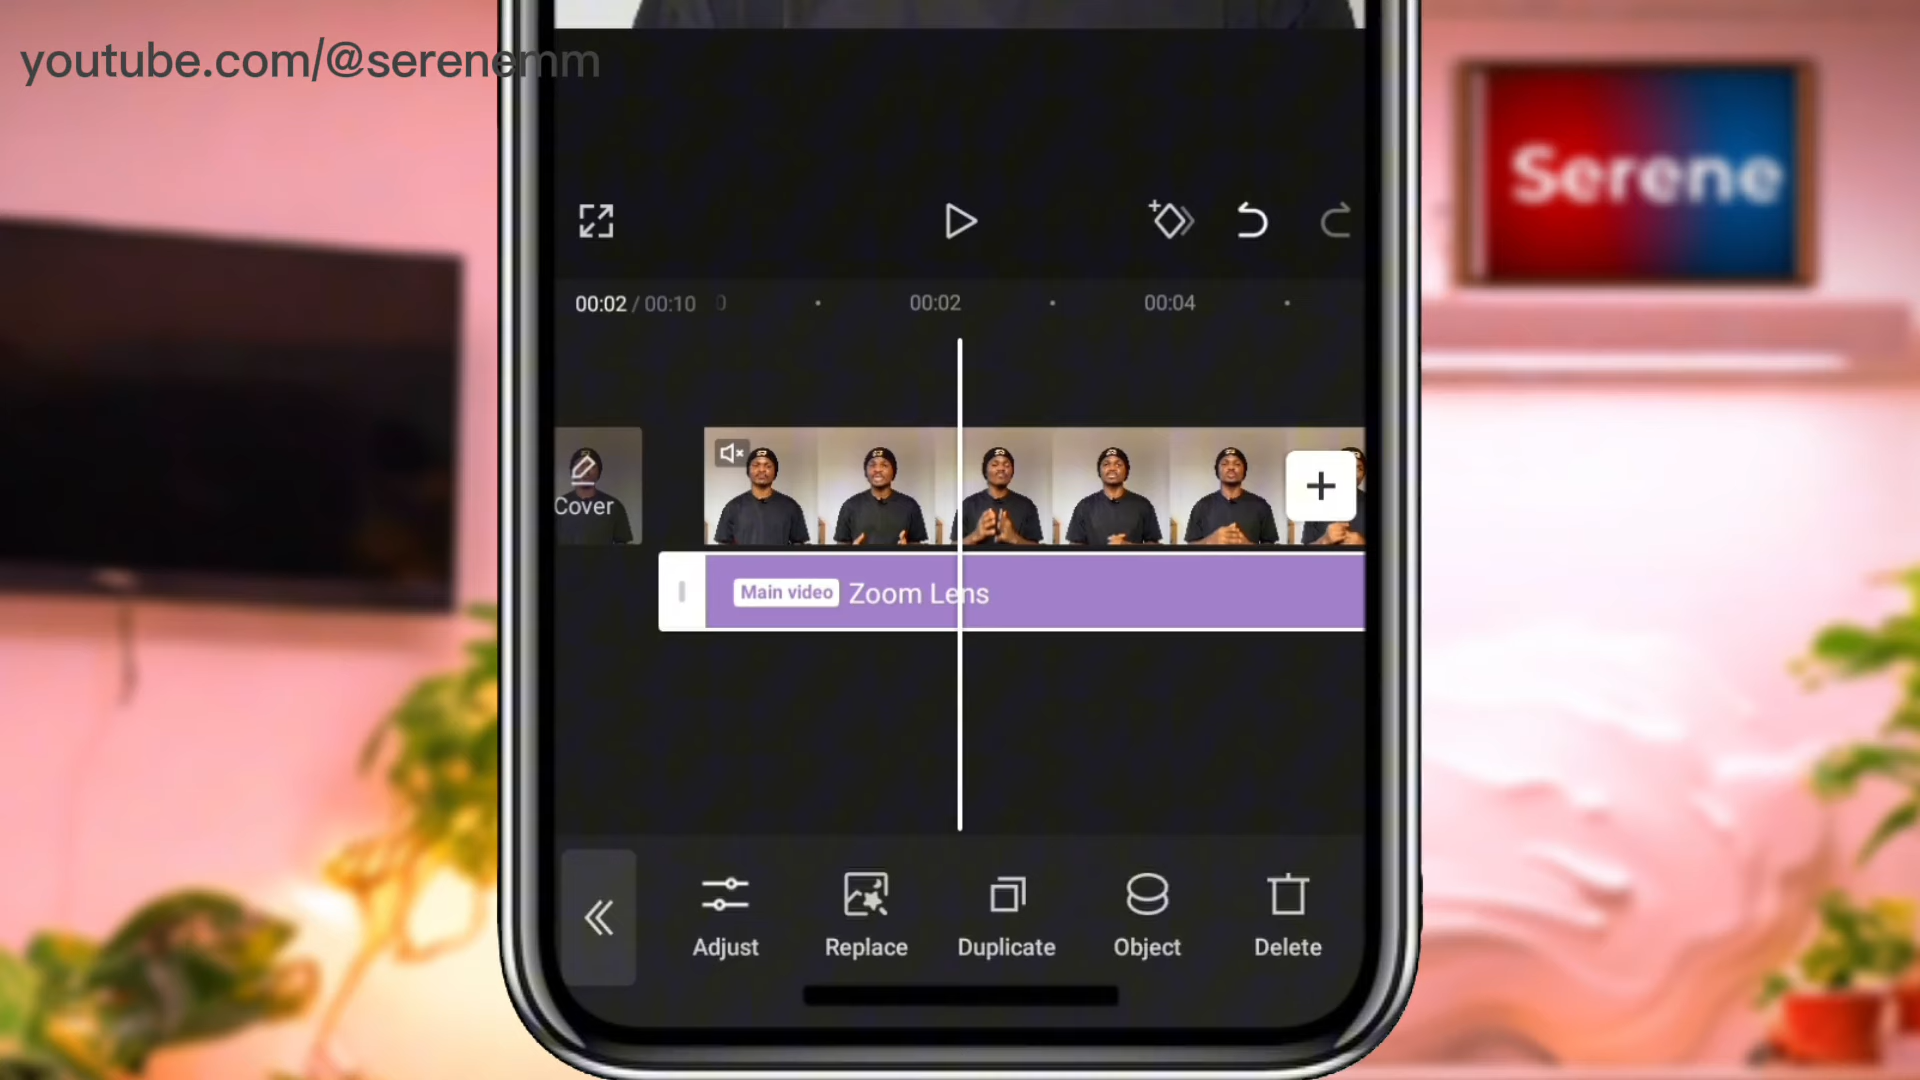 youtube.com/@serenemm
Serene
00:02 / 00:10
0
00:02
00:04
Cover
Main video Zoom Lens
Adjust
Replace
Duplicate
Object
Delete